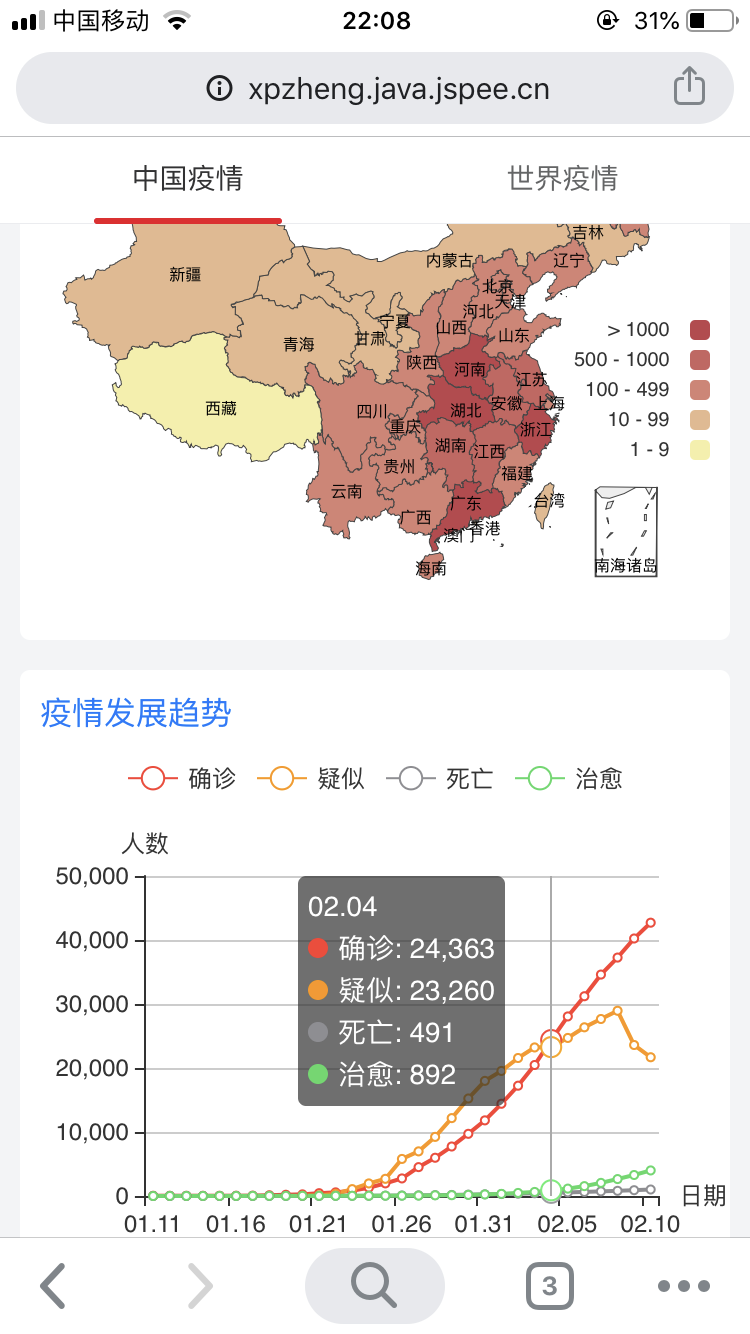 中国移动 22:08 31%
xpzheng.java.jspee.cn
中国疫情 世界疫情
吉林
内蒙古 辽宁
新疆
北京
天津
宁夏 河北
山西 山东
青海 甘肃
陕西 河南
江苏
西藏 四川 湖北 安徽 上海
重庆 浙江
湖南 江西
贵州 福建
云南 广东 台湾
广西 香港
澳门
海南 南海诸岛
> 1000
500 - 1000
100 - 499
10 - 99
1 - 9
疫情发展趋势
确诊 疑似 死亡 治愈
人数
50,000
40,000
30,000
20,000
10,000
0
02.04
确诊: 24,363
疑似: 23,260
死亡: 491
治愈: 892
日期
01.11 01.16 01.21 01.26 01.31 02.05 02.10
3